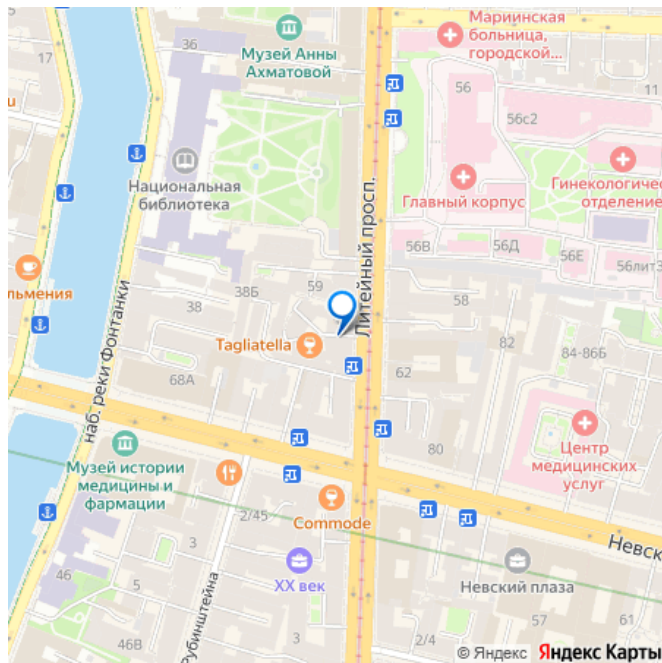 Мариинская
больница,
городской...
36
Музей Анны
Ахматовой
17
56
11
56с2
u
Национальная
библиотека
Главный корпус
Гинекологичес
отделение
Литейный просп.
56В
56Д
56Е
56лит3
59
38Б
38
58
льмения
Tagliatella
наб. реки Фонтанки
82
84-86Б
68А
62
80
Центр
медицинских
услуг
Музей истории
медицины и
фармации
Commode
2/45
Невск
3
XX век
Невский плаза
5
46
Рубинштейна
57
61
46В
3
2/4
© Яндекс Яндекс Карты